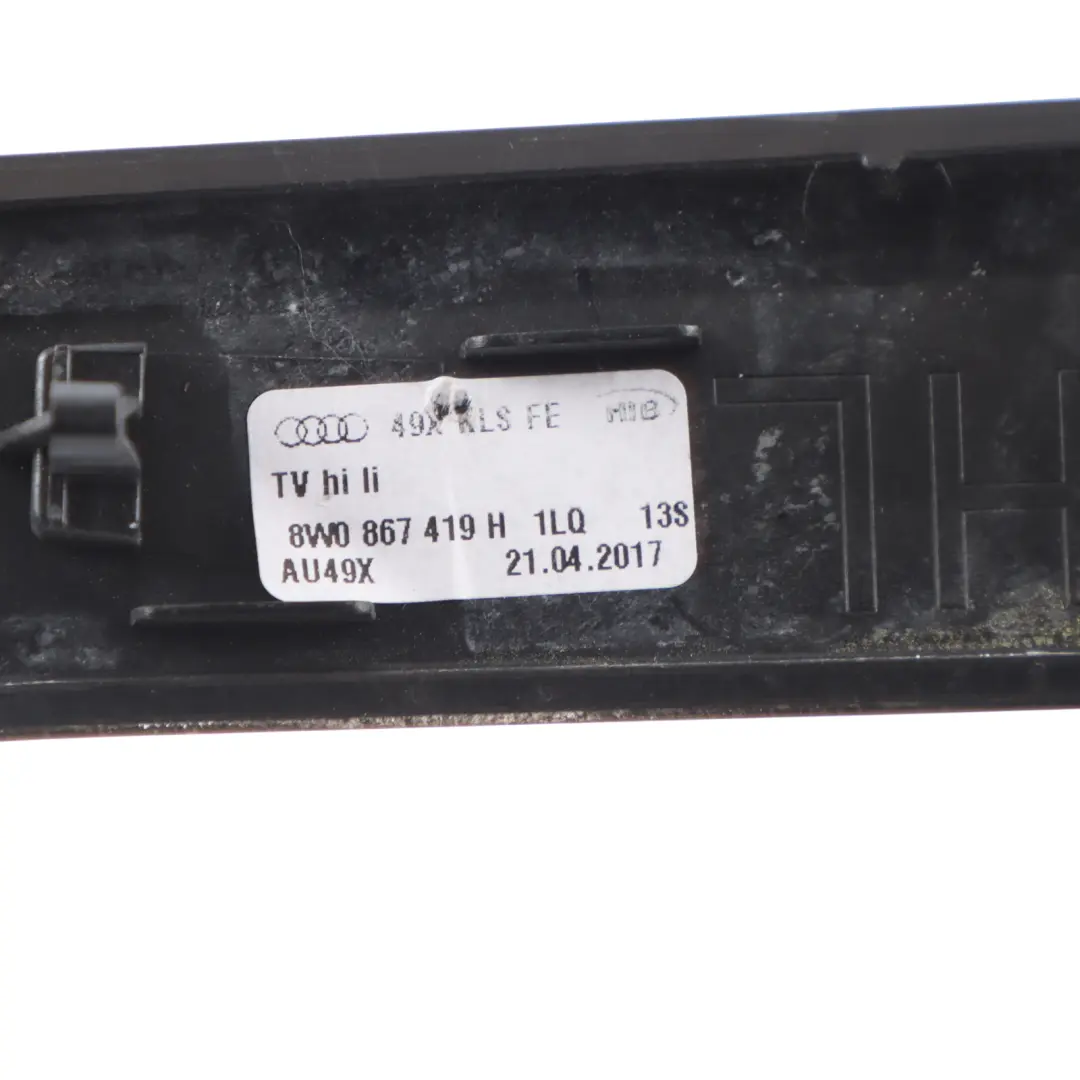 49X KLS FE
TV hi li
8W0 867 419 H 1LQ 13S
AU49X 21.04.2017